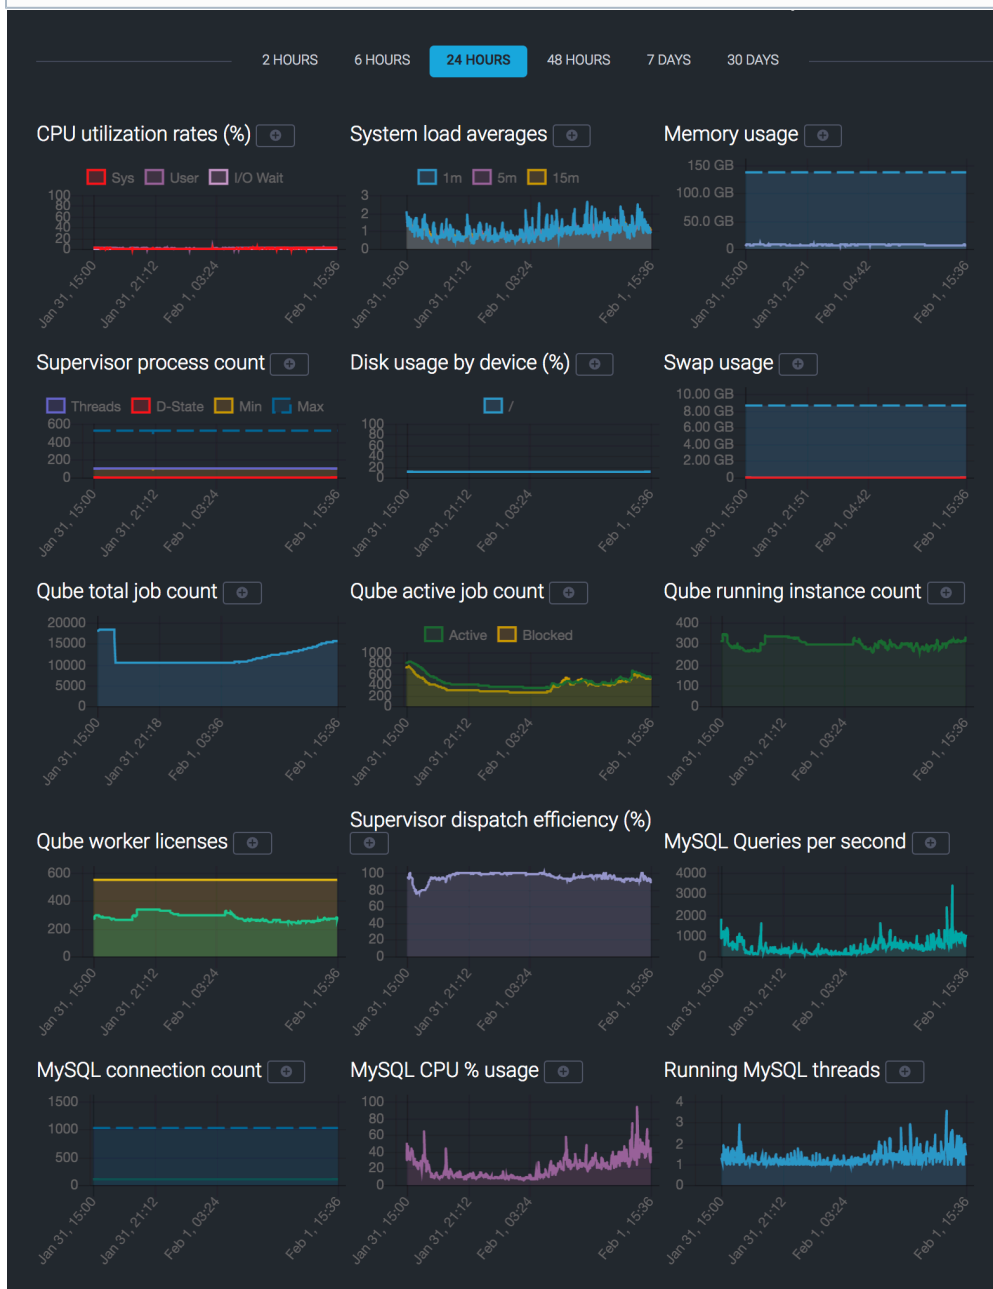 2 HOURS 6 HOURS 24 HOURS 48 HOURS 7 DAYS 30 DAYS
CPU utilization rates (%)
Sys User I/O Wait
100
80
60
40
20
0
Jan 31, 15:00 Jan 31, 21:12 Feb 1, 03:24 Feb 1, 15:36
System load averages
1m 5m 15m
3
2
1
0
Jan 31, 15:00 Jan 31, 21:12 Feb 1, 03:24 Feb 1, 15:36
Memory usage
150 GB
100.0 GB
50.0 GB
0
Jan 31, 15:00 Jan 31, 21:51 Feb 1, 04:42 Feb 1, 15:36
Supervisor process count
Threads D-State Min Max
600
400
200
0
Jan 31, 15:00 Jan 31, 21:12 Feb 1, 03:24 Feb 1, 15:36
Disk usage by device (%)
/
100
80
60
40
20
0
Jan 31, 15:00 Jan 31, 21:12 Feb 1, 03:24 Feb 1, 15:36
Swap usage
10.00 GB
8.00 GB
6.00 GB
4.00 GB
2.00 GB
0
Jan 31, 15:00 Jan 31, 21:51 Feb 1, 04:42 Feb 1, 15:36
Qube total job count
20000
15000
10000
5000
0
Jan 31, 15:00 Jan 31, 21:18 Feb 1, 03:36 Feb 1, 15:36
Qube active job count
Active Blocked
1000
800
600
400
200
0
Jan 31, 15:00 Jan 31, 21:12 Feb 1, 03:24 Feb 1, 15:36
Qube running instance count
400
300
200
100
0
Jan 31, 15:00 Jan 31, 21:12 Feb 1, 03:24 Feb 1, 15:36
Qube worker licenses
600
400
200
0
Jan 31, 15:00 Jan 31, 21:12 Feb 1, 03:24 Feb 1, 15:36
Supervisor dispatch efficiency (%)
100
80
60
40
20
0
Jan 31, 15:00 Jan 31, 21:12 Feb 1, 03:24 Feb 1, 15:36
MySQL Queries per second
4000
3000
2000
1000
0
Jan 31, 15:00 Jan 31, 21:12 Feb 1, 03:24 Feb 1, 15:36
MySQL connection count
1500
1000
500
0
Jan 31, 15:00 Jan 31, 21:12 Feb 1, 03:24 Feb 1, 15:36
MySQL CPU % usage
100
80
60
40
20
0
Jan 31, 15:00 Jan 31, 21:12 Feb 1, 03:24 Feb 1, 15:36
Running MySQL threads
4
3
2
1
0
Jan 31, 15:00 Jan 31, 21:12 Feb 1, 03:24 Feb 1, 15:36